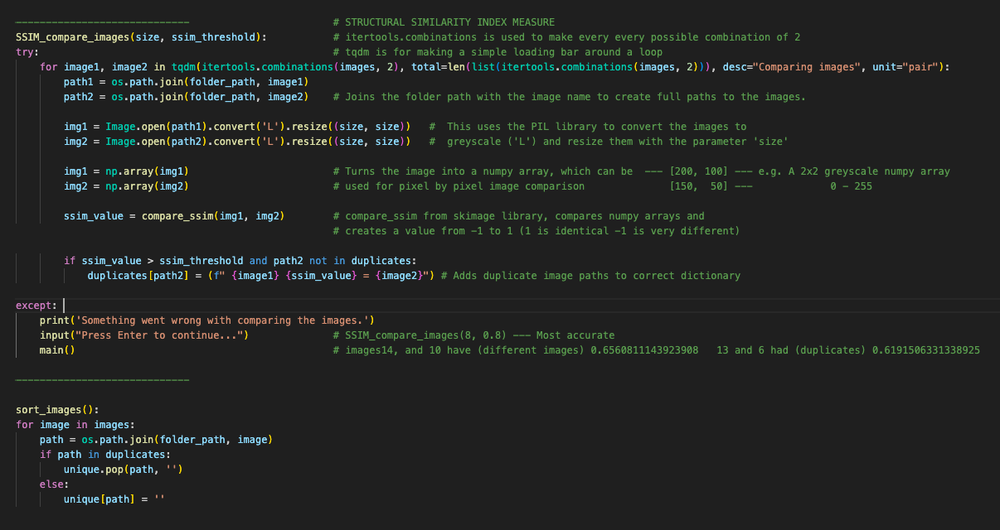 -----------------------------                        # STRUCTURAL SIMILARITY INDEX MEASURE
SSIM_compare_images(size, ssim_threshold):           # itertools.combinations is used to make every every possible combination of 2
try:                                                 # tqdm is for making a simple loading bar around a loop
    for image1, image2 in tqdm(itertools.combinations(images, 2), total=len(list(itertools.combinations(images, 2))), desc="Comparing images", unit="pair"):
        path1 = os.path.join(folder_path, image1)
        path2 = os.path.join(folder_path, image2)    # Joins the folder path with the image name to create full paths to the images.
        img1 = Image.open(path1).convert('L').resize((size, size))   #  This uses the PIL library to convert the images to
        img2 = Image.open(path2).convert('L').resize((size, size))   #  greyscale ('L') and resize them with the parameter 'size'
        img1 = np.array(img1)                        # Turns the image into a numpy array, which can be  --- [200, 100] --- e.g. A 2x2 greyscale numpy array
        img2 = np.array(img2)                        # used for pixel by pixel image comparison              [150,  50] ---             0 - 255
        ssim_value = compare_ssim(img1, img2)        # compare_ssim from skimage library, compares numpy arrays and
                                                     # creates a value from -1 to 1 (1 is identical -1 is very different)
        if ssim_value > ssim_threshold and path2 not in duplicates:
            duplicates[path2] = (f" {image1} {ssim_value} = {image2}") # Adds duplicate image paths to correct dictionary
except:
    print('Something went wrong with comparing the images.')
    input("Press Enter to continue...")              # SSIM_compare_images(8, 0.8) --- Most accurate
    main()                                           # images14, and 10 have (different images) 0.6560811143923908   13 and 6 had (duplicates) 0.6191506331338925
-----------------------------
sort_images():
for image in images:
    path = os.path.join(folder_path, image)
    if path in duplicates:
        unique.pop(path, '')
    else:
        unique[path] = ''